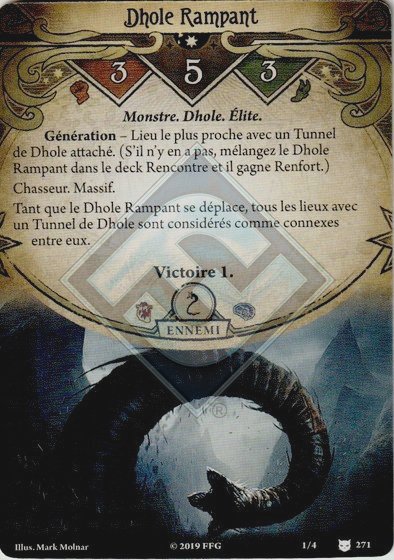 Dhole Rampant
3 5 3
Monstre. Dhole. Élite.
Génération – Lieu le plus proche avec un Tunnel
de Dhole attaché. (S'il n'y en a pas, mélangez le Dhole
Rampant dans le deck Rencontre et il gagne Renfort.)
Chasseur. Massif.
Tant que le Dhole Rampant se déplace, tous les lieux avec
un Tunnel de Dhole sont considérés comme connexes
entre eux.
Victoire 1.
ENNEMI
®
Illus. Mark Molnar © 2019 FFG 1/4 271